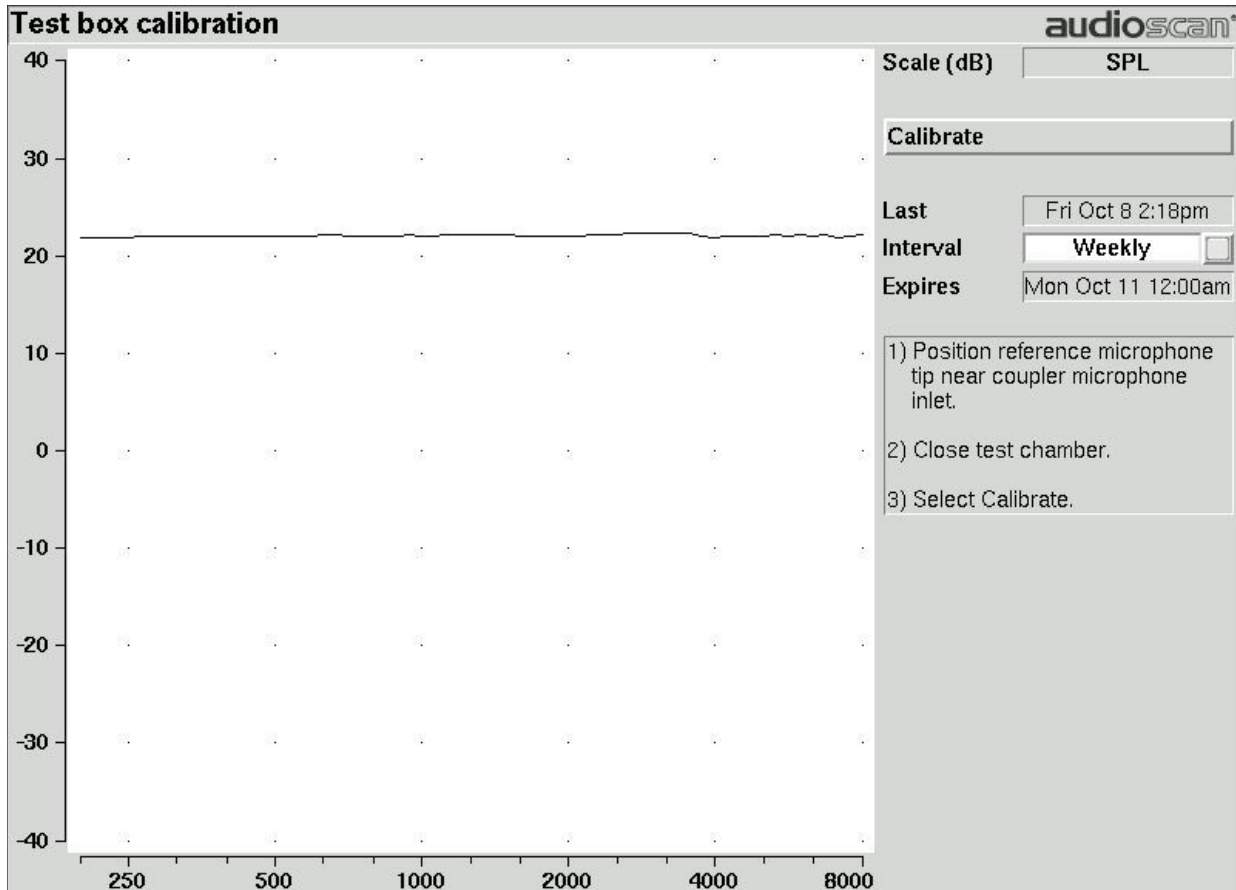 Test box calibration
audioscan
40
30
20
10
0
-10
-20
-30
-40
250 500 1000 2000 4000 8000
Scale (dB) SPL
Calibrate
Last Fri Oct 8 2:18pm
Interval Weekly
Expires Mon Oct 11 12:00am
1) Position reference microphone
tip near coupler microphone
inlet.
2) Close test chamber.
3) Select Calibrate.